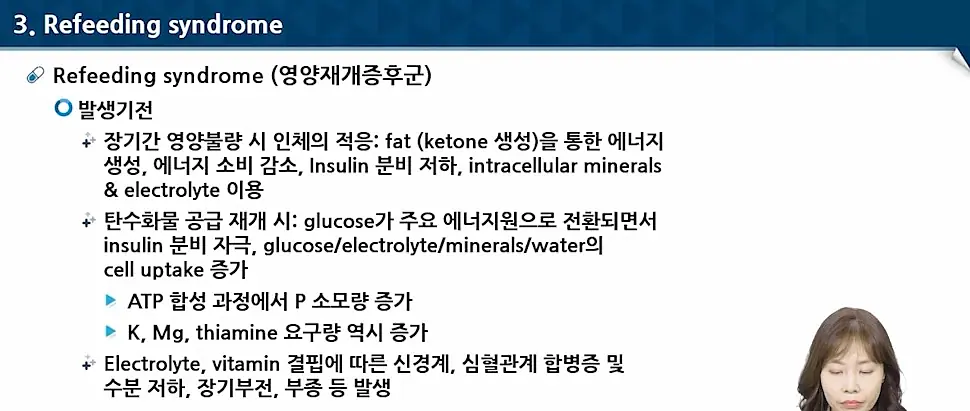 3. Refeeding syndrome
Refeeding syndrome (영양재개증후군)
발생기전
장기간 영양불량 시 인체의 적응: fat (ketone 생성)을 통한 에너지
생성, 에너지 소비 감소, Insulin 분비 저하, intracellular minerals
& electrolyte 이용
탄수화물 공급 재개 시: glucose가 주요 에너지원으로 전환되면서
insulin 분비 자극, glucose/electrolyte/minerals/water의
cell uptake 증가
ATP 합성 과정에서 P 소모량 증가
K, Mg, thiamine 요구량 역시 증가
Electrolyte, vitamin 결핍에 따른 신경계, 심혈관계 합병증 및
수분 저하, 장기부전, 부종 등 발생